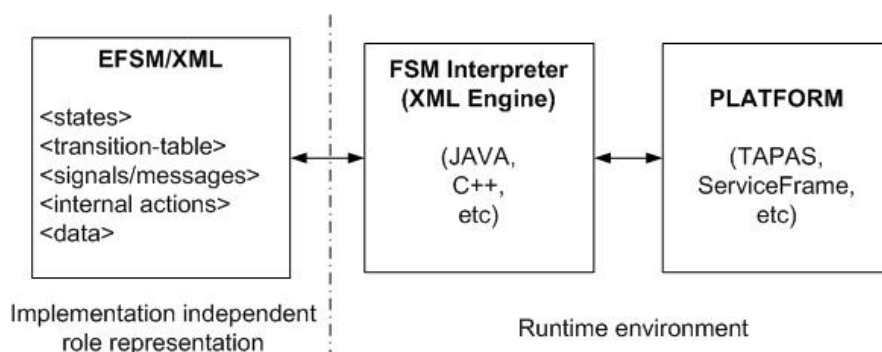 EFSM/XML
<states>
<transition-table>
<signals/messages>
<internal actions>
<data>
FSM Interpreter
(XML Engine)
(JAVA,
C++,
etc)
PLATFORM
(TAPAS,
ServiceFrame,
etc)
Implementation independent
role representation
Runtime environment